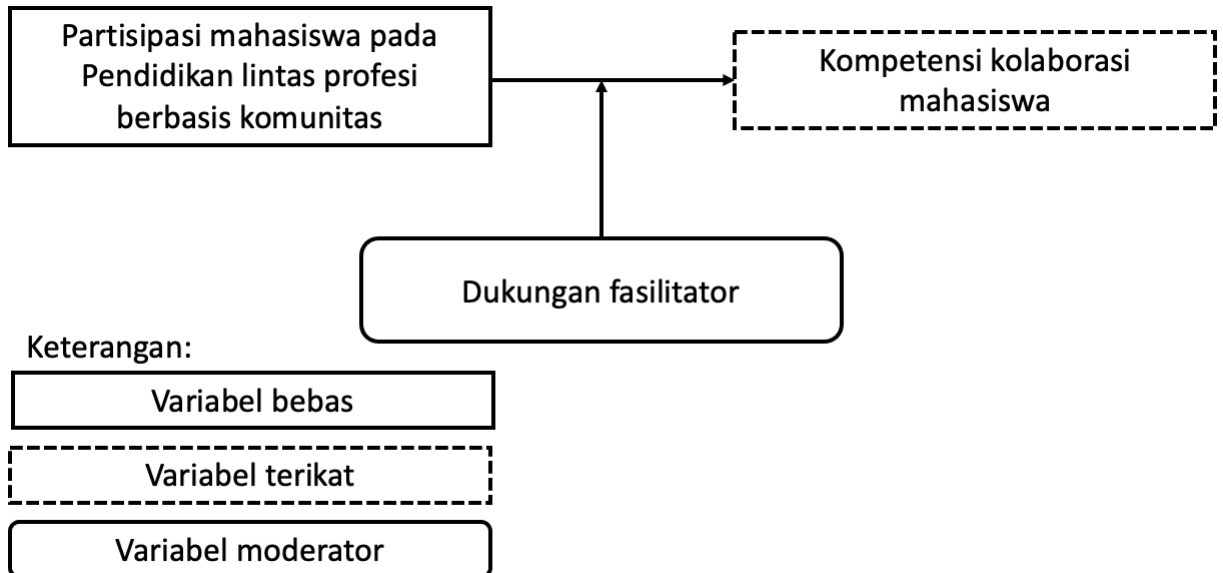 Partisipasi mahasiswa pada
Pendidikan lintas profesi
berbasis komunitas
Kompetensi kolaborasi
mahasiswa
Dukungan fasilitator
Keterangan:
Variabel bebas
Variabel terikat
Variabel moderator